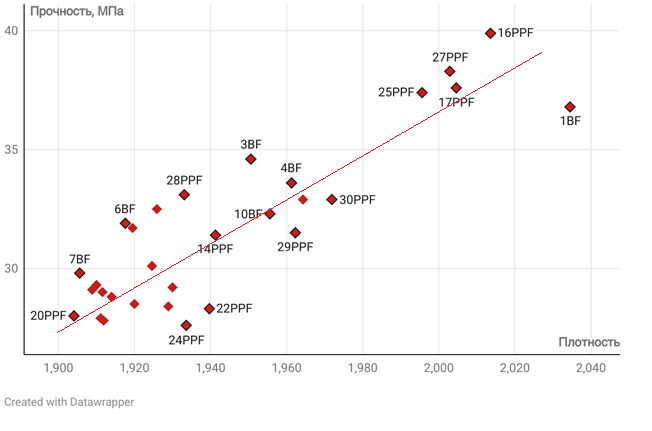 Прочность, МПа
40
16PPF
27PPF
25PPF
17PPF
1BF
35
3BF
4BF
28PPF
30PPF
6BF
10BF
14PPF
29PPF
7BF
30
20PPF
22PPF
24PPF
Плотность
1,900
1,920
1,940
1,960
1,980
2,000
2,020
2,040
Created with Datawrapper